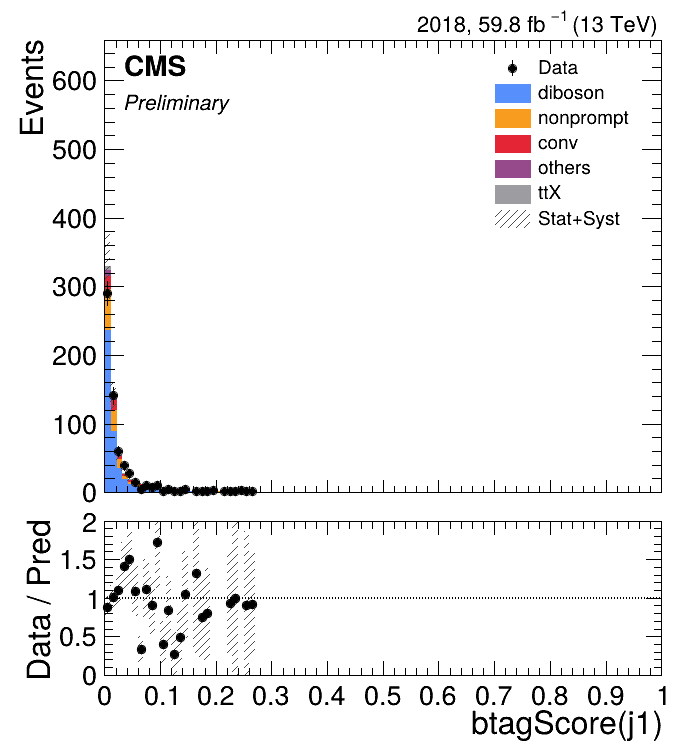 2018, 59.8 fb⁻¹ (13 TeV)
Events
CMS
Preliminary
Data
diboson
nonprompt
conv
others
ttX
Stat+Syst
600
500
400
300
200
100
0
Data / Pred
2
1.5
1
0.5
0
0 0.1 0.2 0.3 0.4 0.5 0.6 0.7 0.8 0.9 1
btagScore(j1)